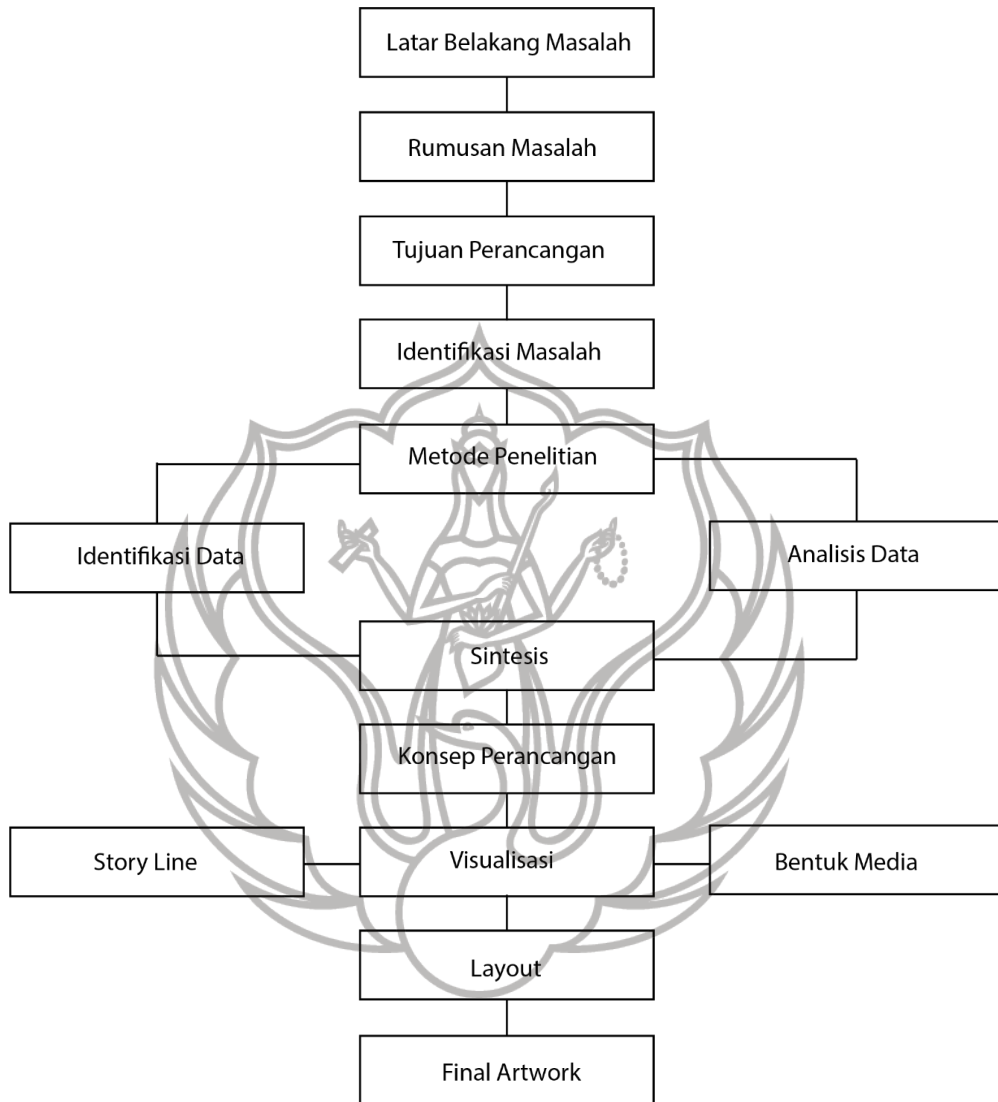 Latar Belakang Masalah
Rumusan Masalah
Tujuan Perancangan
Identifikasi Masalah
Metode Penelitian
Identifikasi Data
Analisis Data
Sintesis
Konsep Perancangan
Story Line
Visualisasi
Bentuk Media
Layout
Final Artwork